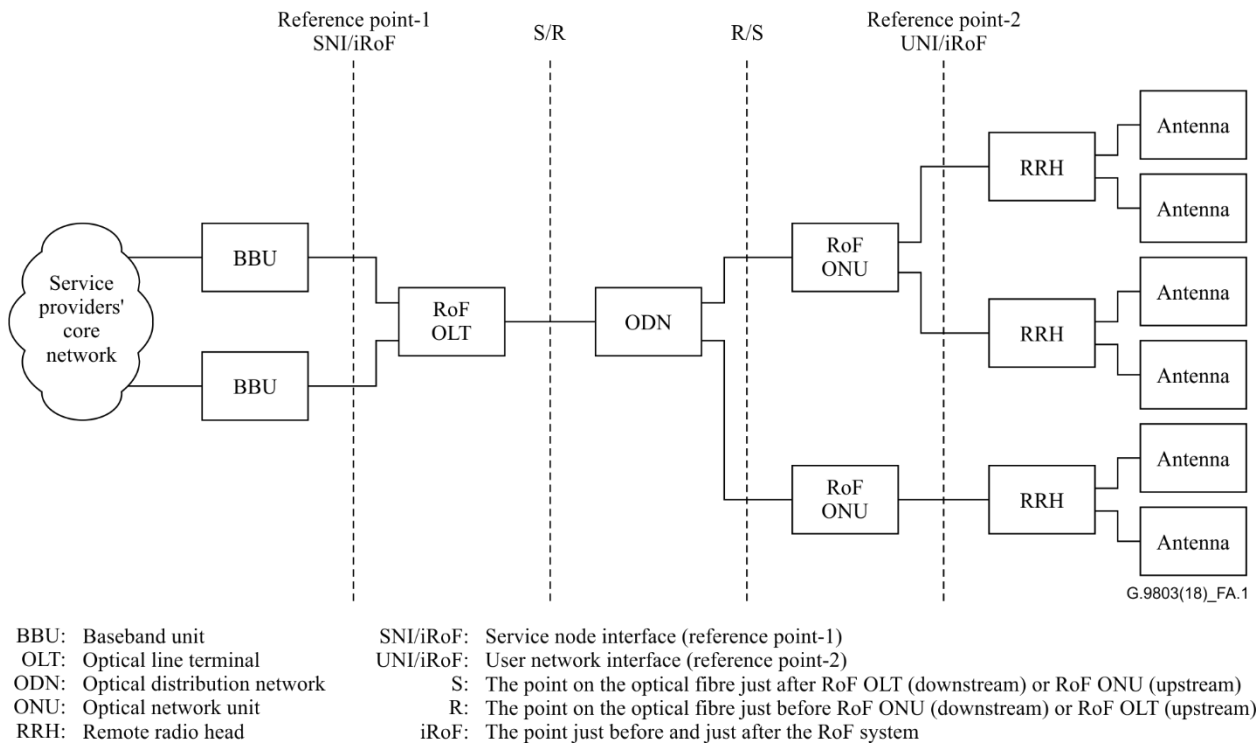 Reference point-1
SNI/iRoF
S/R
R/S
Reference point-2
UNI/iRoF
Service
providers'
core
network
BBU
BBU
RoF
OLT
ODN
RoF
ONU
RoF
ONU
RRH
RRH
RRH
Antenna
Antenna
Antenna
Antenna
Antenna
Antenna
G.9803(18)_FA.1
BBU: Baseband unit
OLT: Optical line terminal
ODN: Optical distribution network
ONU: Optical network unit
RRH: Remote radio head
SNI/iRoF: Service node interface (reference point-1)
UNI/iRoF: User network interface (reference point-2)
S: The point on the optical fibre just after RoF OLT (downstream) or RoF ONU (upstream)
R: The point on the optical fibre just before RoF ONU (downstream) or RoF OLT (upstream)
iRoF: The point just before and just after the RoF system